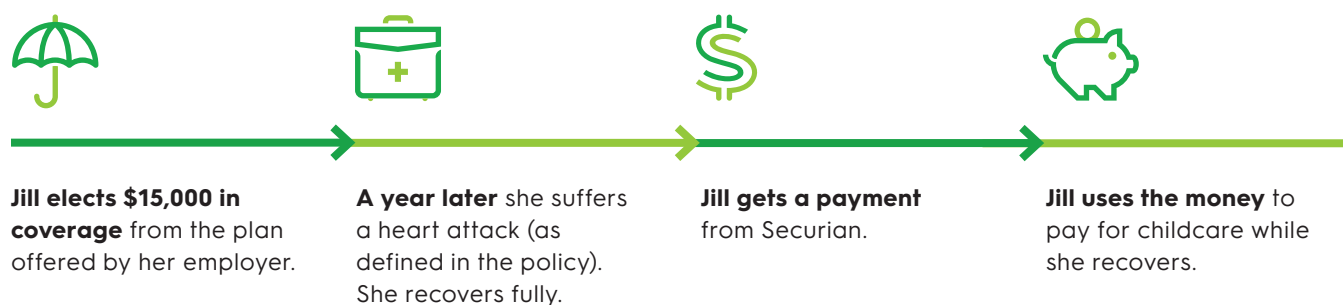 Jill elects $15,000 in
coverage from the plan
offered by her employer.
A year later she suffers
a heart attack (as
defined in the policy).
She recovers fully.
Jill gets a payment
from Securian.
Jill uses the money to
pay for childcare while
she recovers.